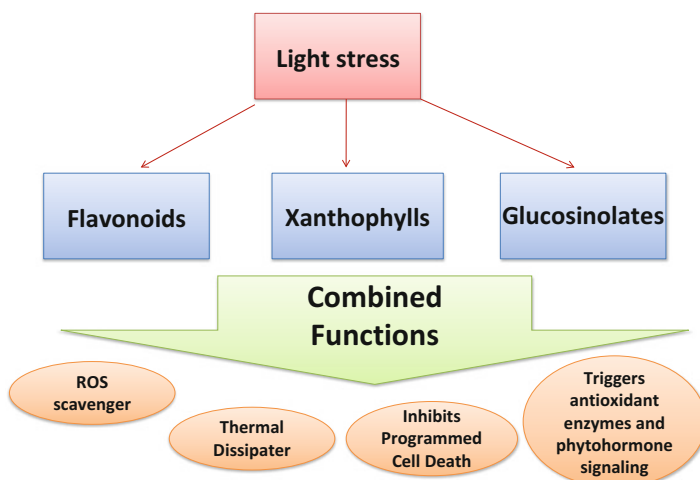 Light stress
Flavonoids
Xanthophylls
Glucosinolates
Combined
Functions
ROS
scavenger
Thermal
Dissipater
Inhibits
Programmed
Cell Death
Triggers
antioxidant
enzymes and
phytohormone
signaling